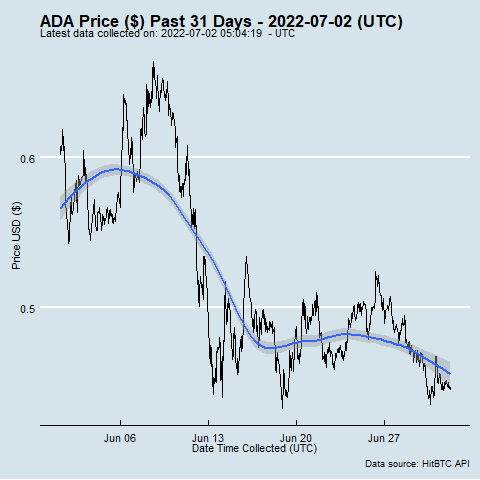 ADA Price ($) Past 31 Days - 2022-07-02 (UTC)
Latest data collected on: 2022-07-02 05:04:19 - UTC
0.6
0.5
Price USD ($)
Jun 06 Jun 13 Jun 20 Jun 27
Date Time Collected (UTC)
Data source: HitBTC API